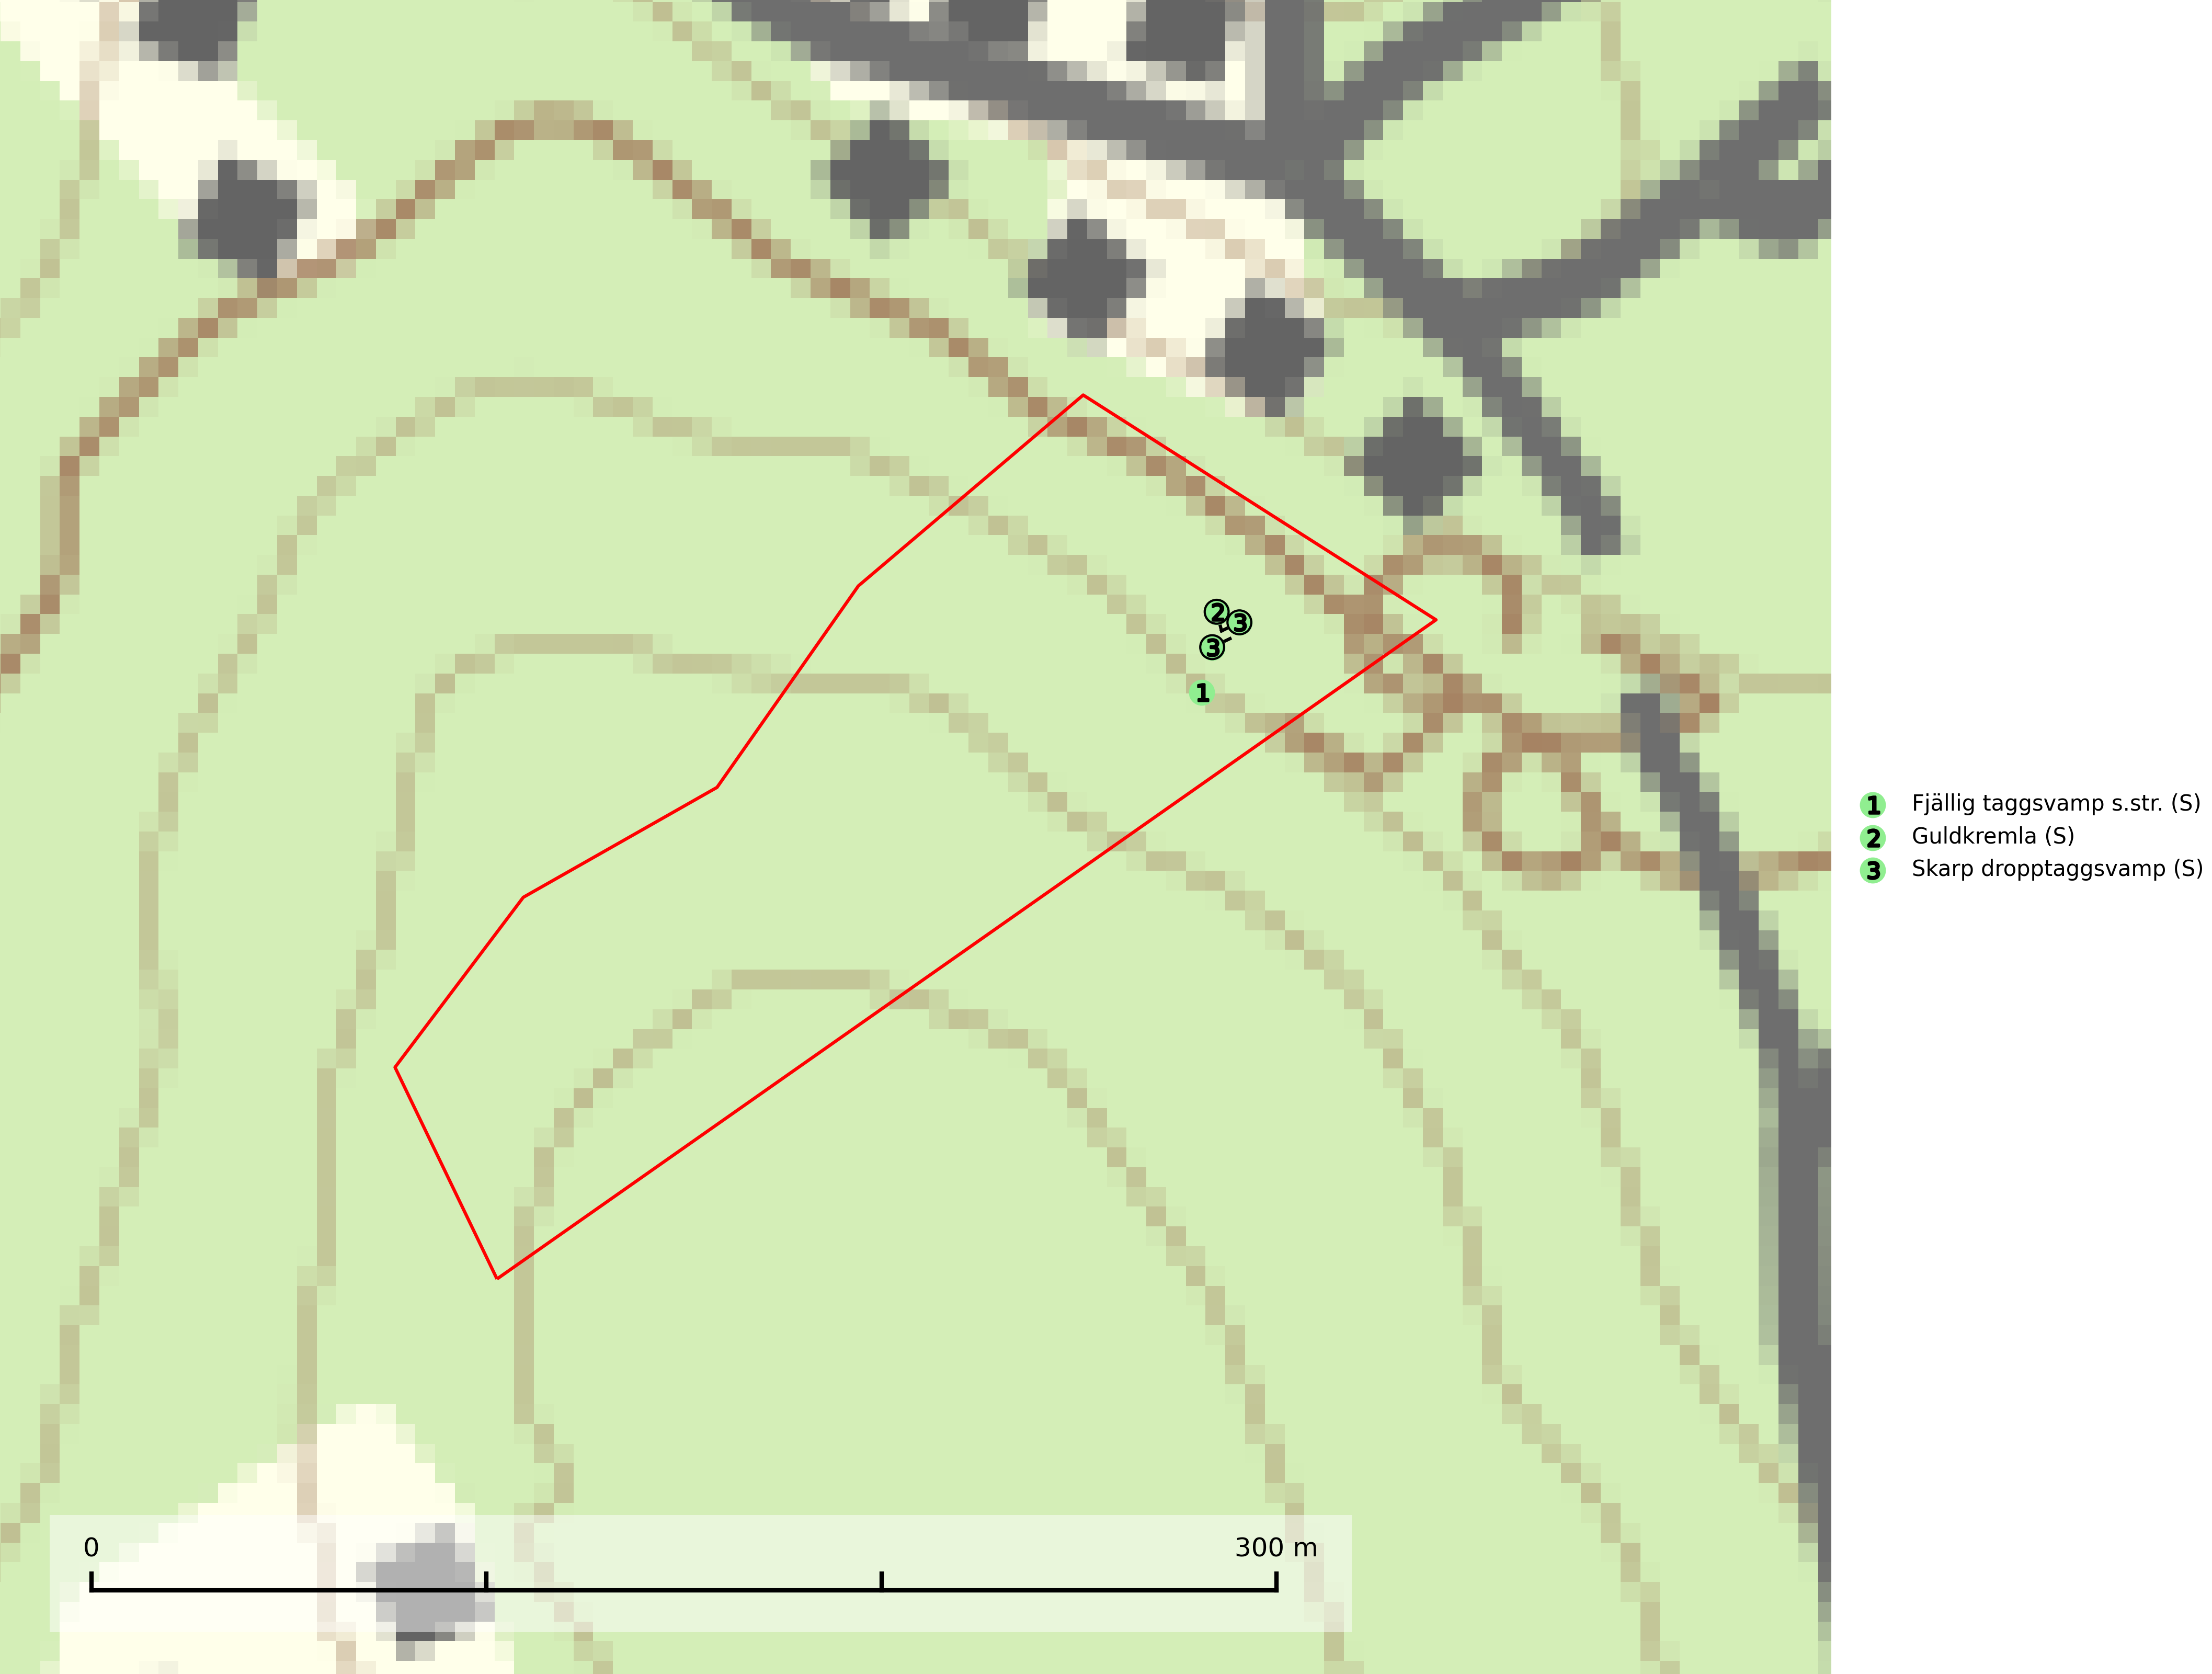 2
3
3
1
1 Fjällig taggsvamp s.str. (S)
2 Guldkremla (S)
3 Skarp dropptaggsvamp (S)
0 300 m